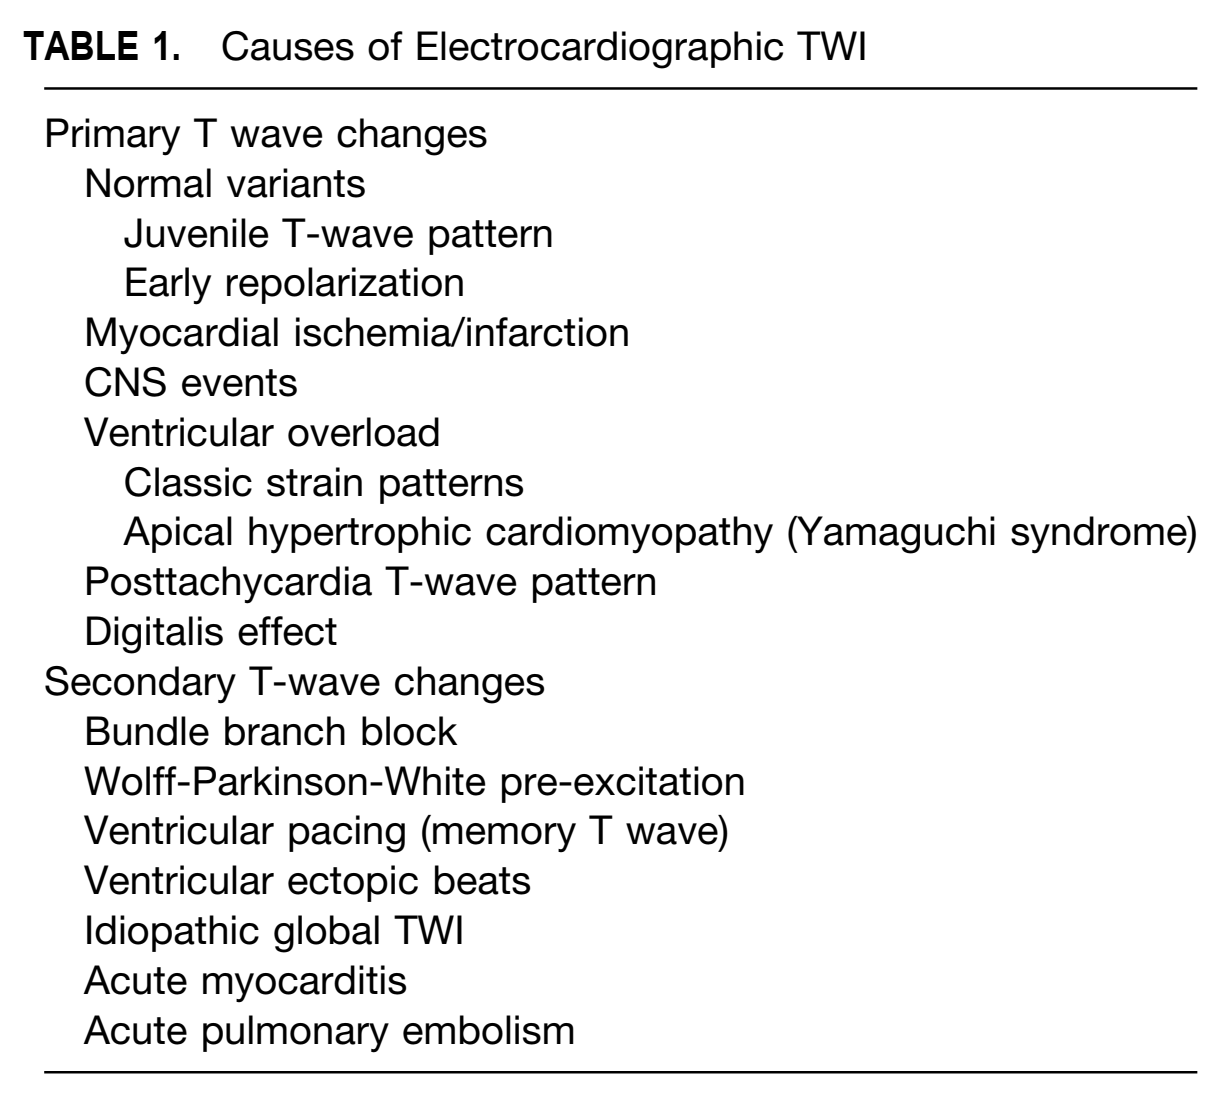 TABLE 1. Causes of Electrocardiographic TWI
Primary T wave changes
Normal variants
Juvenile T-wave pattern
Early repolarization
Myocardial ischemia/infarction
CNS events
Ventricular overload
Classic strain patterns
Apical hypertrophic cardiomyopathy (Yamaguchi syndrome)
Posttachycardia T-wave pattern
Digitalis effect
Secondary T-wave changes
Bundle branch block
Wolff-Parkinson-White pre-excitation
Ventricular pacing (memory T wave)
Ventricular ectopic beats
Idiopathic global TWI
Acute myocarditis
Acute pulmonary embolism